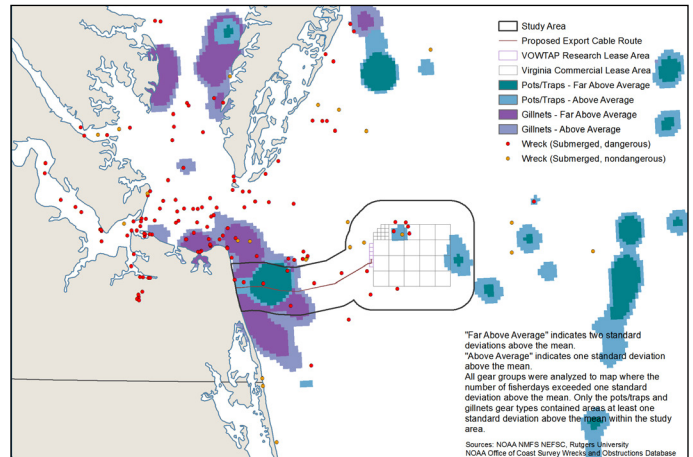 Study Area
Proposed Export Cable Route
VOWTAP Research Lease Area
Virginia Commercial Lease Area
Pots/Traps - Far Above Average
Pots/Traps - Above Average
Gillnets - Far Above Average
Gillnets - Above Average
Wreck (Submerged, dangerous)
Wreck (Submerged, nondangerous)
"Far Above Average" indicates two standard
deviations above the mean.
"Above Average" indicates one standard deviation
above the mean.
All gear groups were analyzed to map where the
number of fisherdays exceeded one standard
deviation above the mean. Only the pots/traps and
gillnets gear types contained areas at least one
standard deviation above the mean within the study
area.
Sources: NOAA NMFS NEFSC, Rutgers University
NOAA Office of Coast Survey Wrecks and Obstructions Database